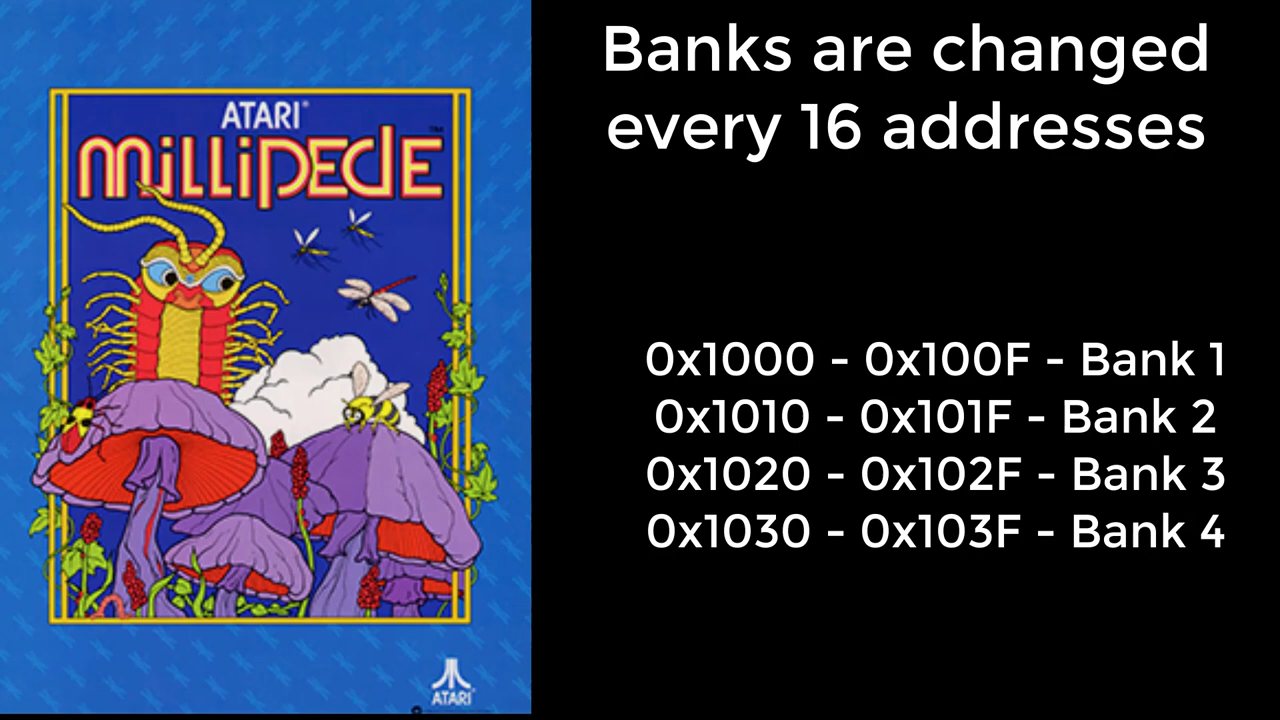 ATARI®
MILLIPEDE™
ATARI®
Banks are changed
every 16 addresses
0x1000 - 0x100F - Bank 1
0x1010 - 0x101F - Bank 2
0x1020 - 0x102F - Bank 3
0x1030 - 0x103F - Bank 4